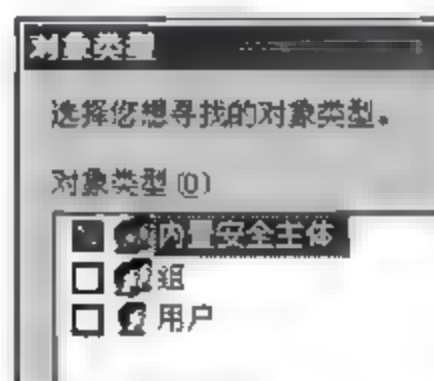 对象类型
选择您想寻找的对象类型。
对象类型(O)
内置安全主体
组
用户